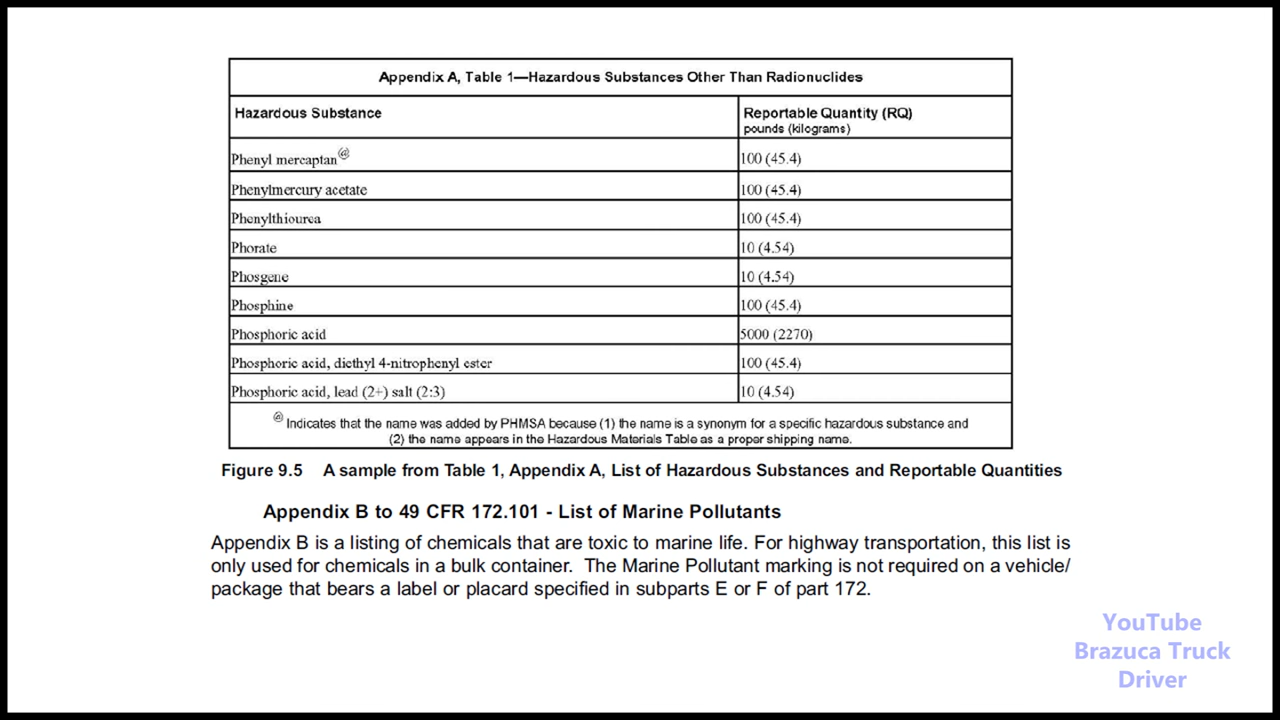 Appendix A, Table 1—Hazardous Substances Other Than Radionuclides
Hazardous Substance
Reportable Quantity (RQ)
pounds (kilograms)
Phenyl mercaptan@ 100 (45.4)
Phenylmercury acetate 100 (45.4)
Phenylthiourea 100 (45.4)
Phorate 10 (4.54)
Phosgene 10 (4.54)
Phosphine 100 (45.4)
Phosphoric acid 5000 (2270)
Phosphoric acid, diethyl 4-nitrophenyl ester 100 (45.4)
Phosphoric acid, lead (2+) salt (2:3) 10 (4.54)
@ Indicates that the name was added by PHMSA because (1) the name is a synonym for a specific hazardous substance and
(2) the name appears in the Hazardous Materials Table as a proper shipping name.
Figure 9.5 A sample from Table 1, Appendix A, List of Hazardous Substances and Reportable Quantities
Appendix B to 49 CFR 172.101 - List of Marine Pollutants
Appendix B is a listing of chemicals that are toxic to marine life. For highway transportation, this list is
only used for chemicals in a bulk container. The Marine Pollutant marking is not required on a vehicle/
package that bears a label or placard specified in subparts E or F of part 172.
YouTube
Brazuca Truck
Driver